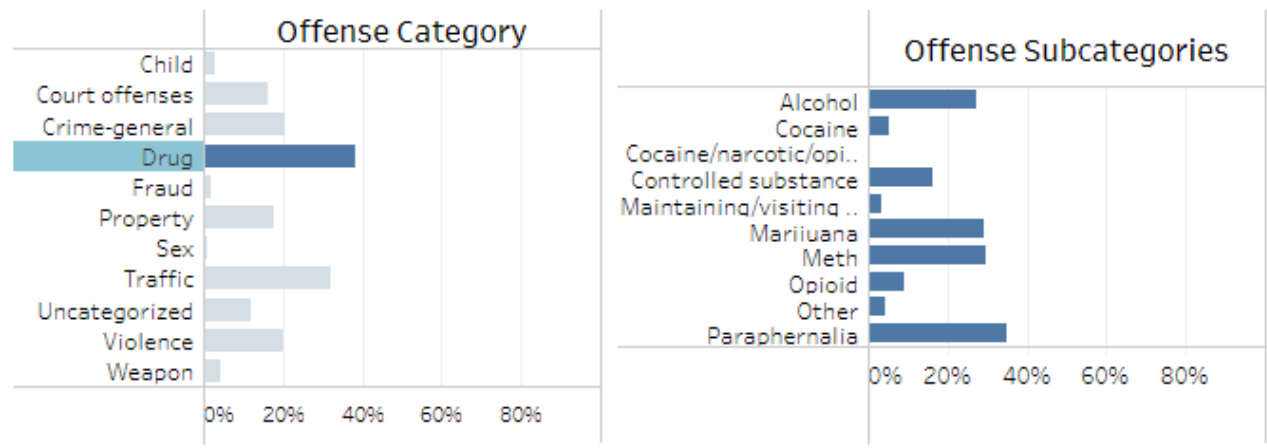 Offense Category
Child
Court offenses
Crime-general
Drug
Fraud
Property
Sex
Traffic
Uncategorized
Violence
Weapon
0% 20% 40% 60% 80%
Offense Subcategories
Alcohol
Cocaine
Cocaine/narcotic/opi..
Controlled substance
Maintaining/visiting ..
Marijuana
Meth
Opioid
Other
Paraphernalia
0% 20% 40% 60% 80%